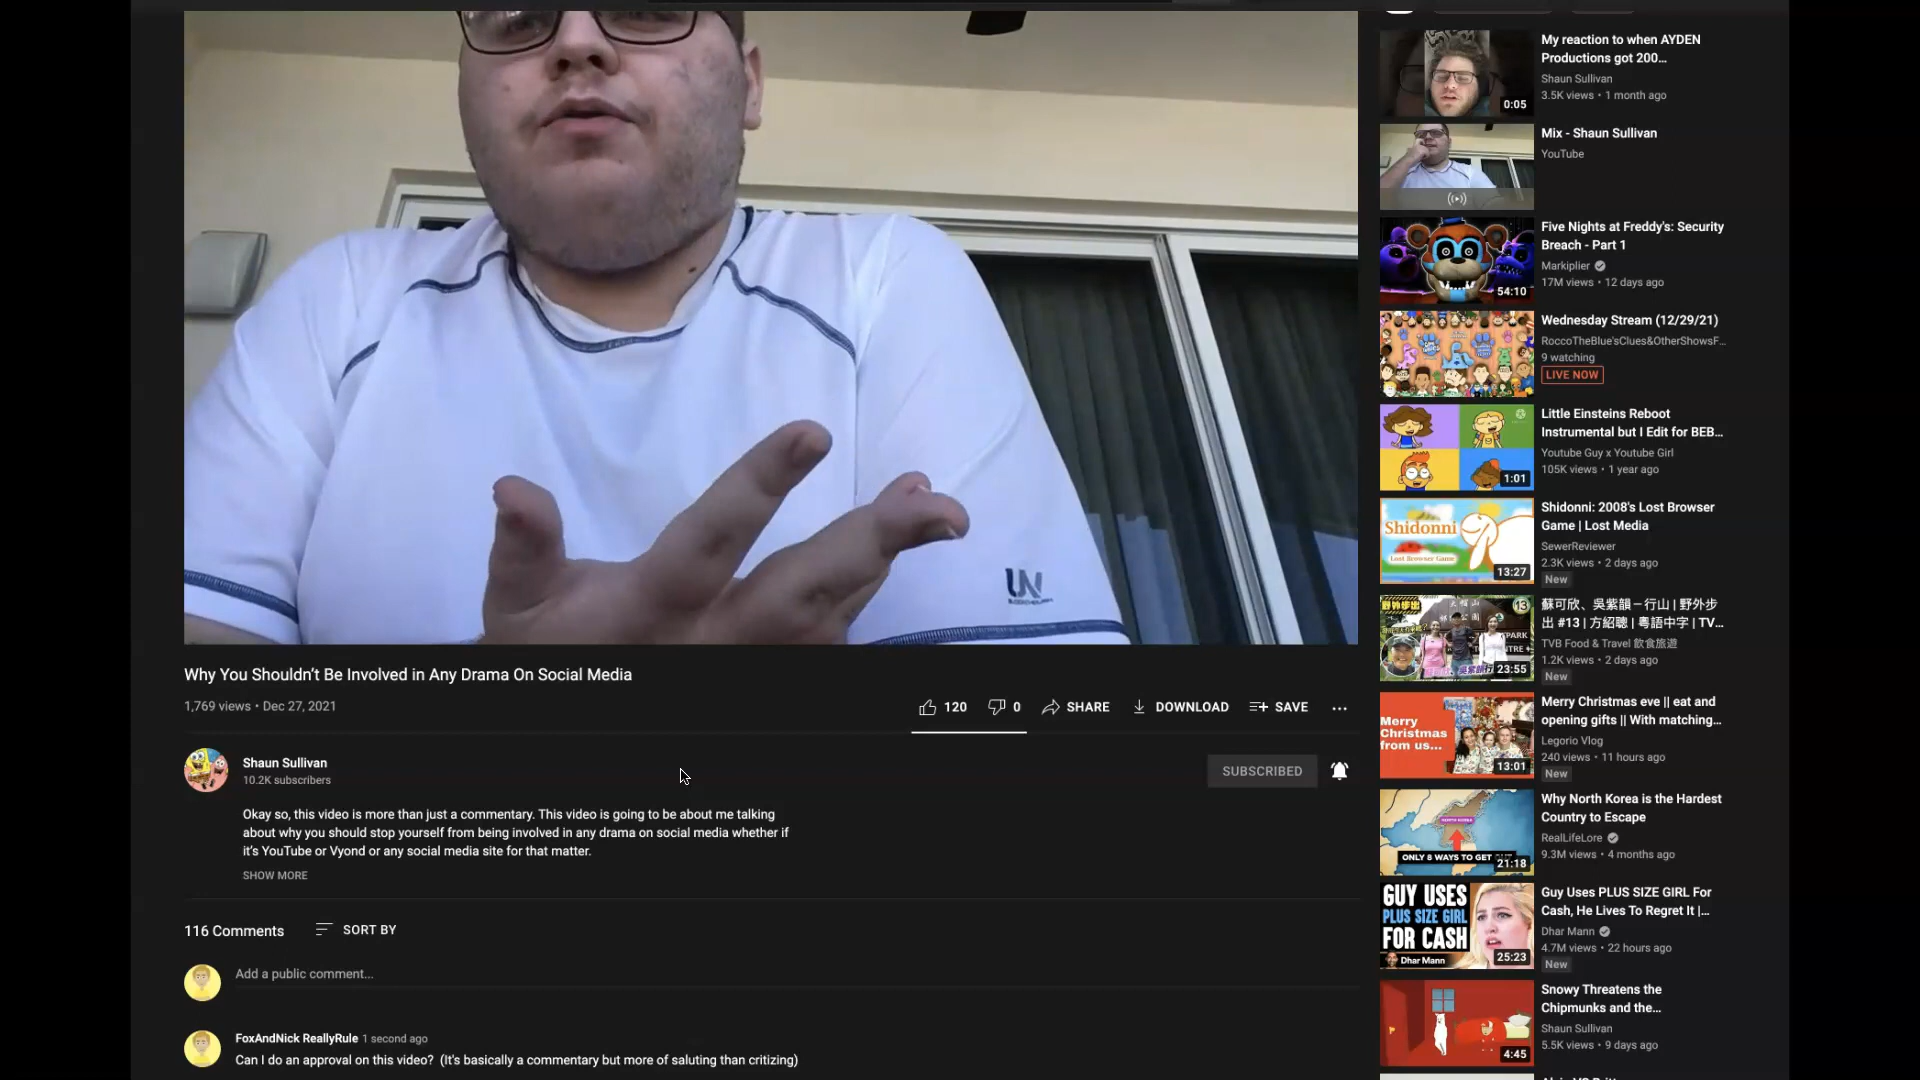 My reaction to when AYDEN
Productions got 200...
Shaun Sullivan
3.5K views • 1 month ago
0:05
Mix - Shaun Sullivan
YouTube
Five Nights at Freddy's: Security
Breach - Part 1
Markiplier
17M views • 12 days ago
54:10
Wednesday Stream (12/29/21)
RoccoTheBlue'sClues&OtherShowsF...
9 watching
LIVE NOW
Little Einsteins Reboot
Instrumental but I Edit for BEB...
Youtube Guy x Youtube Girl
105K views • 1 year ago
1:01
Shidonni: 2008's Lost Browser
Game | Lost Media
SewerReviewer
2.3K views • 2 days ago
New
Shidonni
Lost Browser Game
13:27
蘇可欣、吳紫韻－行山 | 野外步
出 #13 | 方紹聰 | 粵語中字 | TV...
TVB Food & Travel 飲食旅遊
1.2K views • 2 days ago
New
野外步出
13
PARK
23:55
Merry Christmas eve || eat and
opening gifts || With matching...
Legorio Vlog
240 views • 11 hours ago
New
Merry
Christmas
from us...
13:01
Why North Korea is the Hardest
Country to Escape
RealLifeLore
9.3M views • 4 months ago
NORTH KOREA
ONLY 8 WAYS TO GET
21:18
Guy Uses PLUS SIZE GIRL For
Cash, He Lives To Regret It |...
Dhar Mann
4.7M views • 22 hours ago
New
GUY USES
PLUS SIZE GIRL
FOR CASH
Dhar Mann
25:23
Snowy Threatens the
Chipmunks and the...
Shaun Sullivan
5.5K views • 9 days ago
4:45
UN
Why You Shouldn't Be Involved in Any Drama On Social Media
1,769 views • Dec 27, 2021
120
0
SHARE
DOWNLOAD
SAVE
Shaun Sullivan
10.2K subscribers
SUBSCRIBED
Okay so, this video is more than just a commentary. This video is going to be about me talking
about why you should stop yourself from being involved in any drama on social media whether if
it's YouTube or Vyond or any social media site for that matter.
SHOW MORE
116 Comments
SORT BY
Add a public comment...
FoxAndNick ReallyRule 1 second ago
Can I do an approval on this video? (It's basically a commentary but more of saluting than critizing)